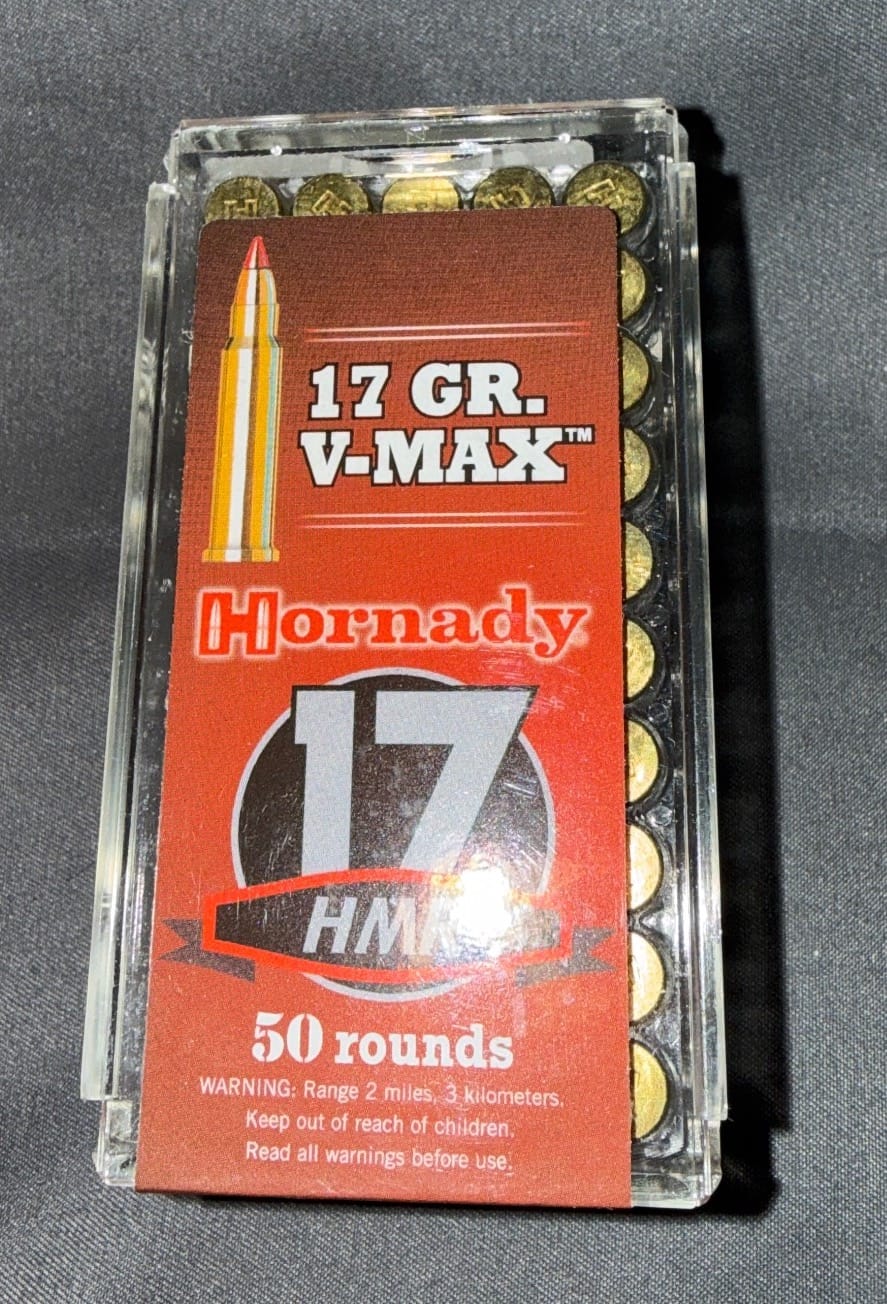 17 GR.
V-MAX™
Hornady
17
HM
50 rounds
WARNING: Range 2 miles, 3 kilometers.
Keep out of reach of children.
Read all warnings before use.